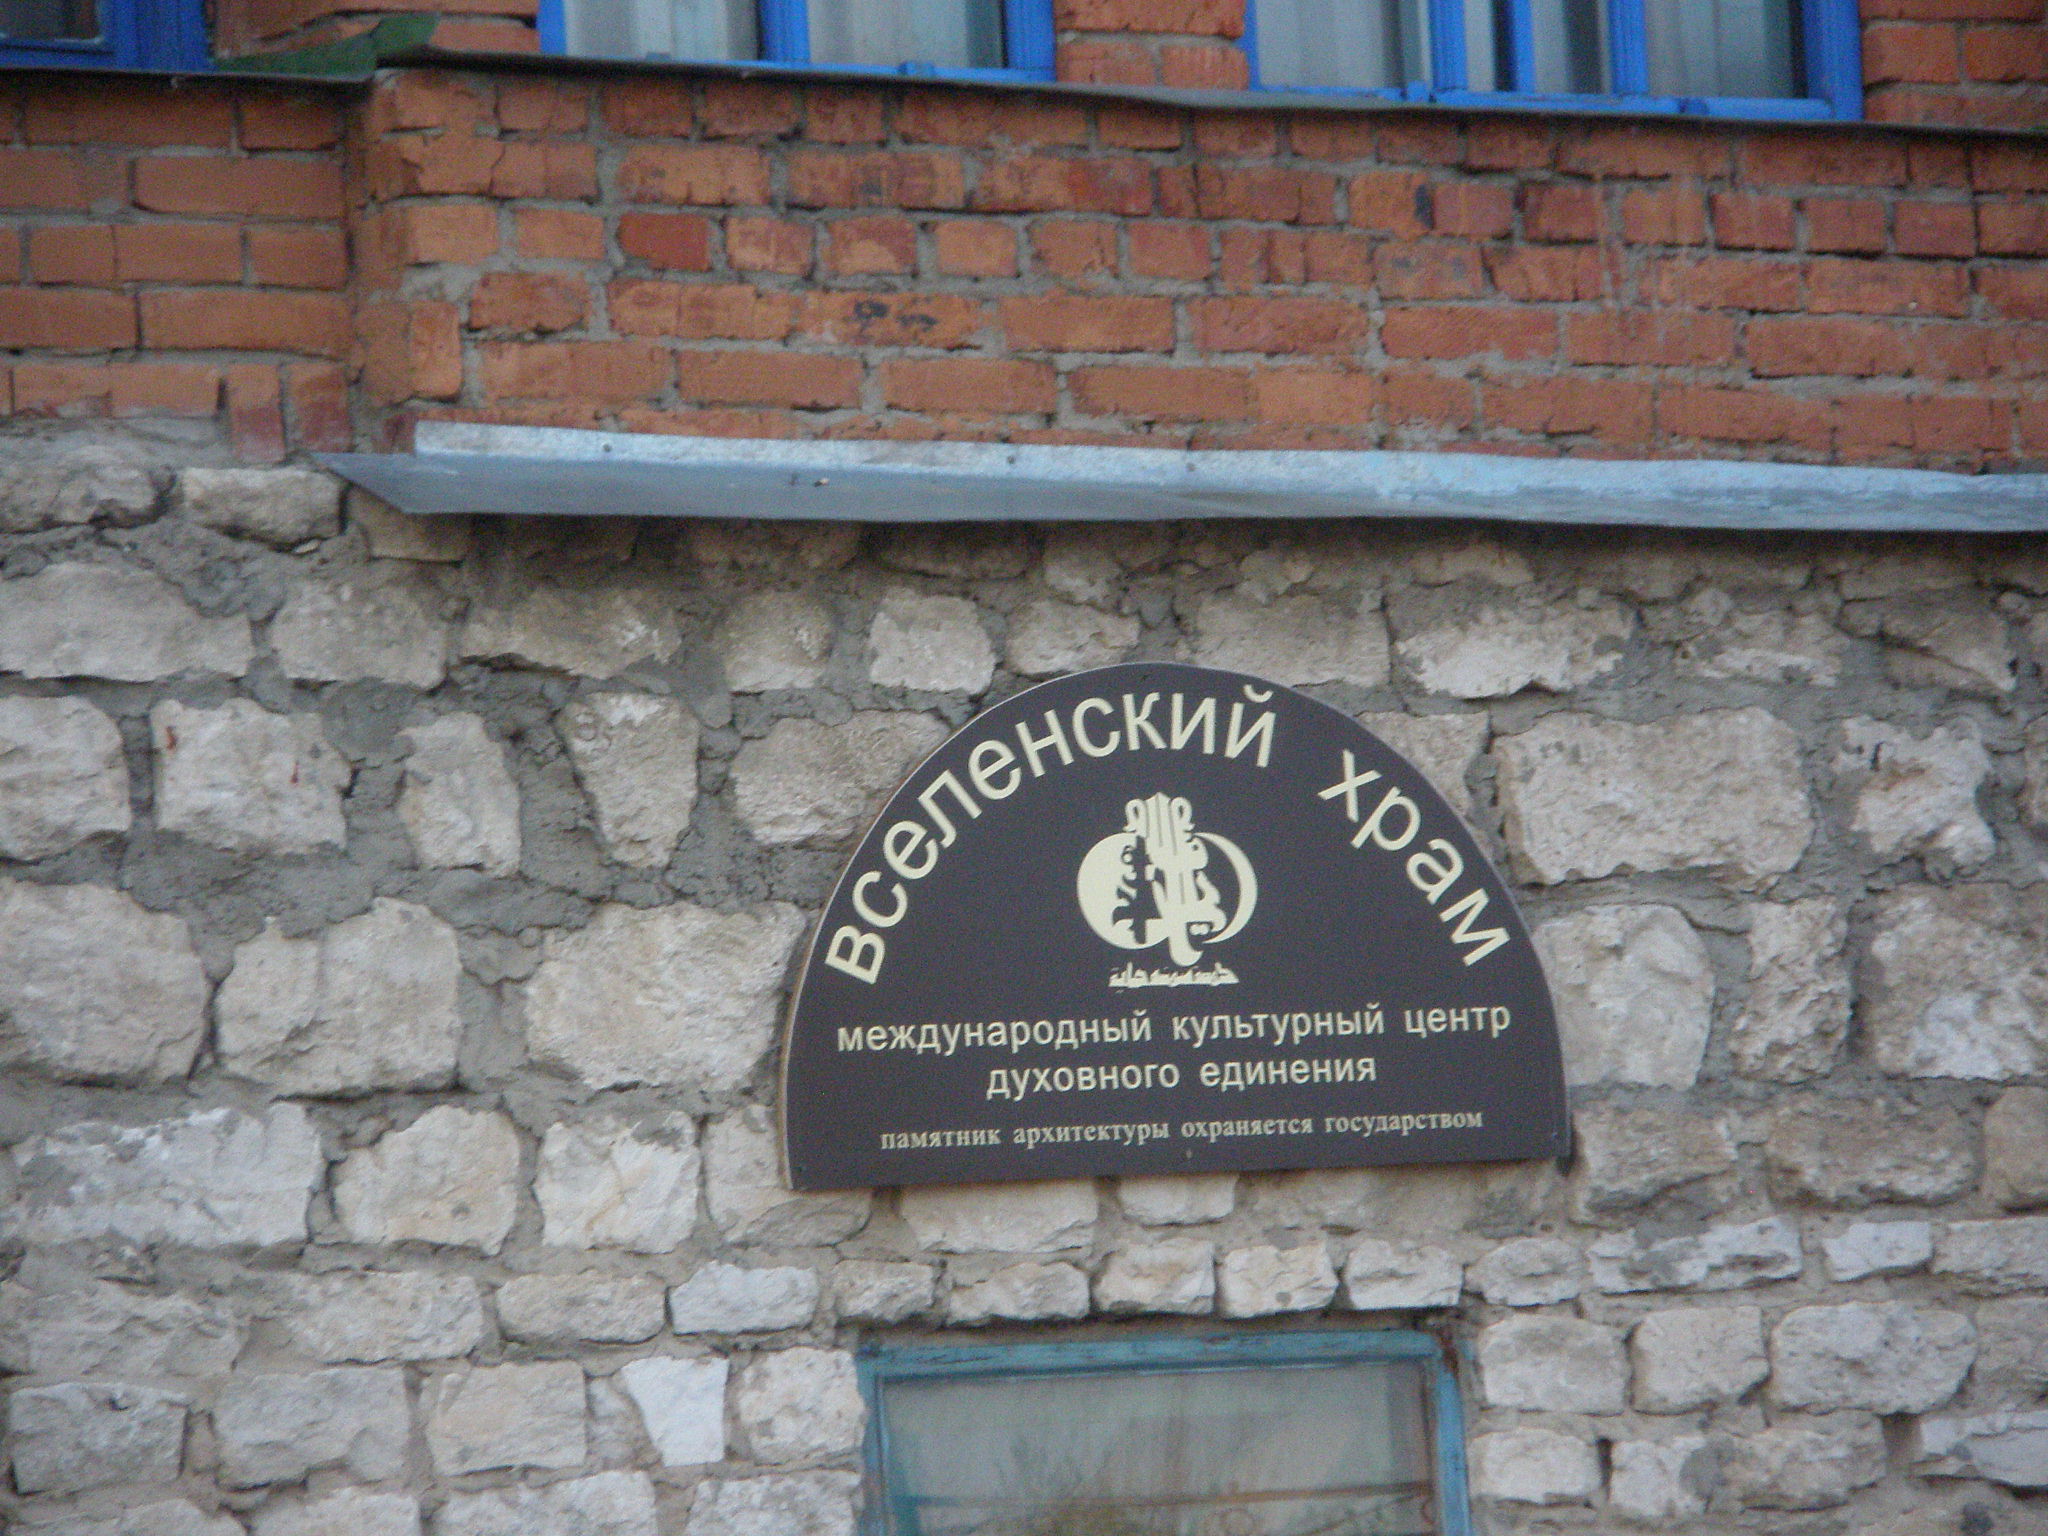 вселенский храм
международный культурный центр
духовного единения
памятник архитектуры охраняется государством